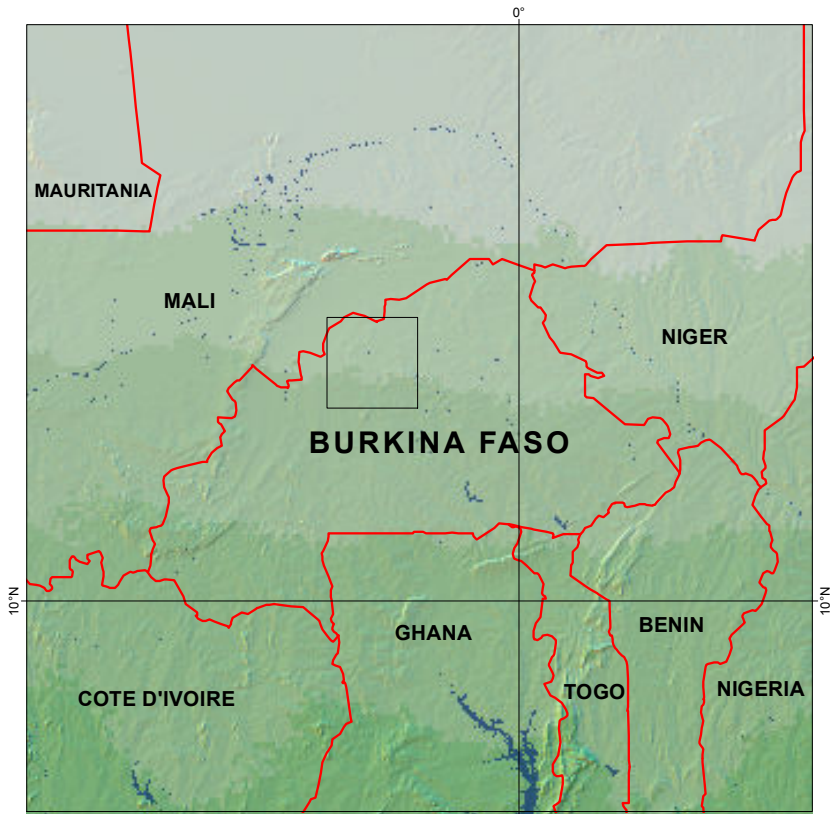 0°
MAURITANIA
MALI
NIGER
BURKINA FASO
10°N
10°N
BENIN
GHANA
TOGO
NIGERIA
COTE D'IVOIRE